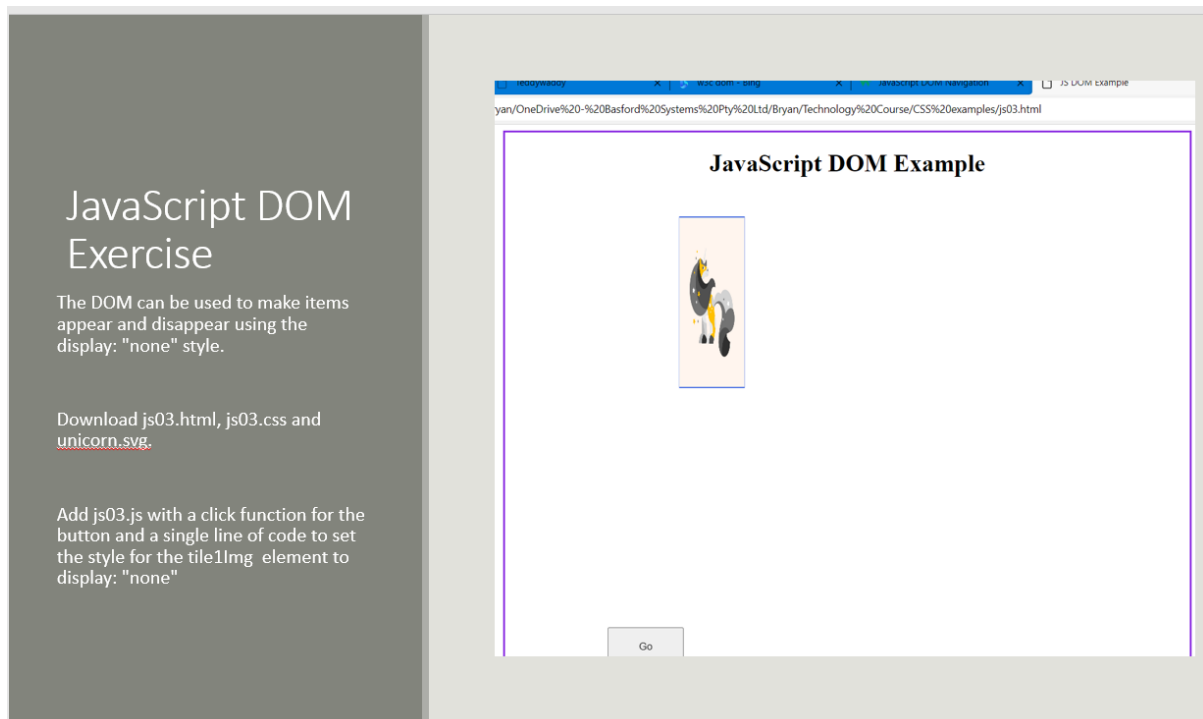 JavaScript DOM
Exercise
The DOM can be used to make items
appear and disappear using the
display: "none" style.
Download js03.html, js03.css and
unicorn.svg.
Add js03.js with a click function for the
button and a single line of code to set
the style for the tile1Img element to
display: "none"
Teddywaddy × w3c dom - Bing × JavaScript DOM Navigation × JS DOM Example
yan/OneDrive%20-%20Basford%20Systems%20Pty%20Ltd/Bryan/Technology%20Course/CSS%20examples/js03.html
JavaScript DOM Example
Go